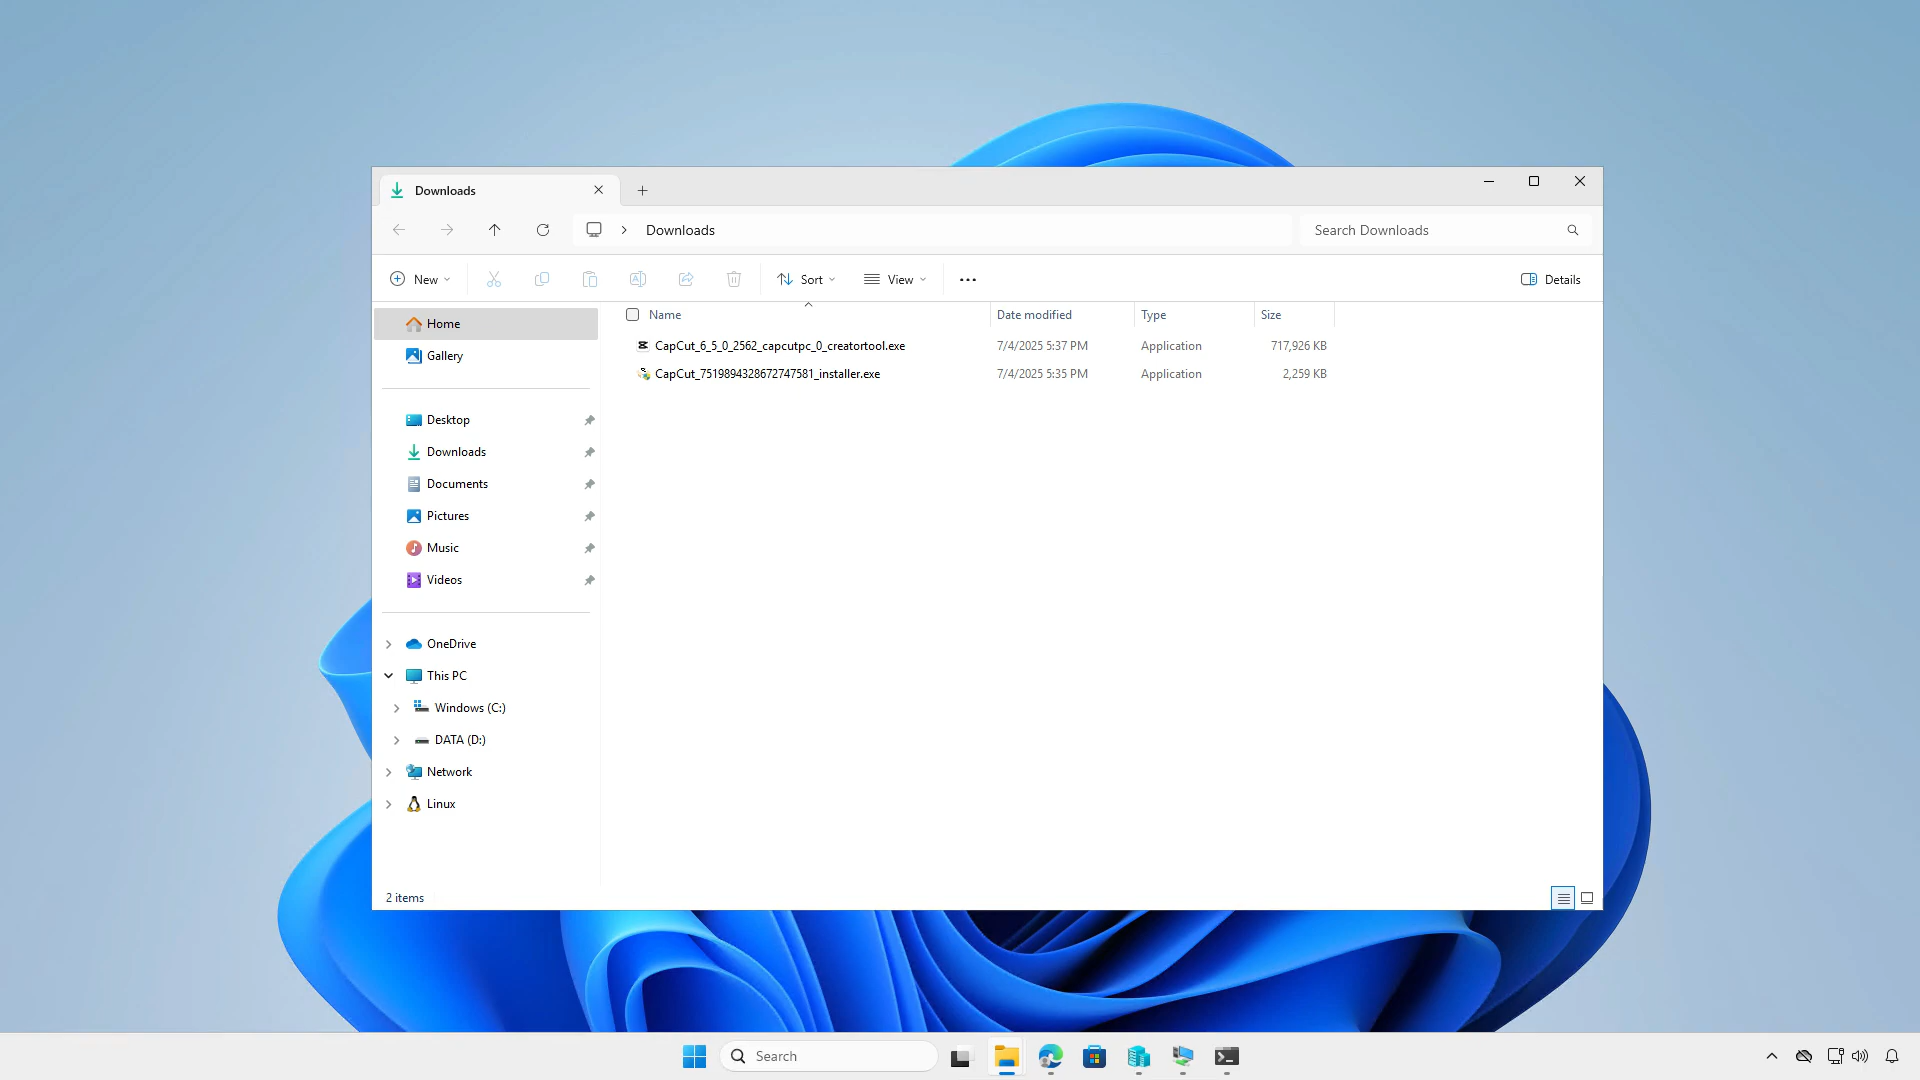 Downloads
Downloads
Search Downloads
New
Sort
View
Details
Home
Gallery
Desktop
Downloads
Documents
Pictures
Music
Videos
OneDrive
This PC
Windows (C:)
DATA (D:)
Network
Linux
Name Date modified Type Size
CapCut_6_5_0_2562_capcutpc_0_creatortool.exe 7/4/2025 5:37 PM Application 717,926 KB
CapCut_7519894328672747581_installer.exe 7/4/2025 5:35 PM Application 2,259 KB
2 items
Search